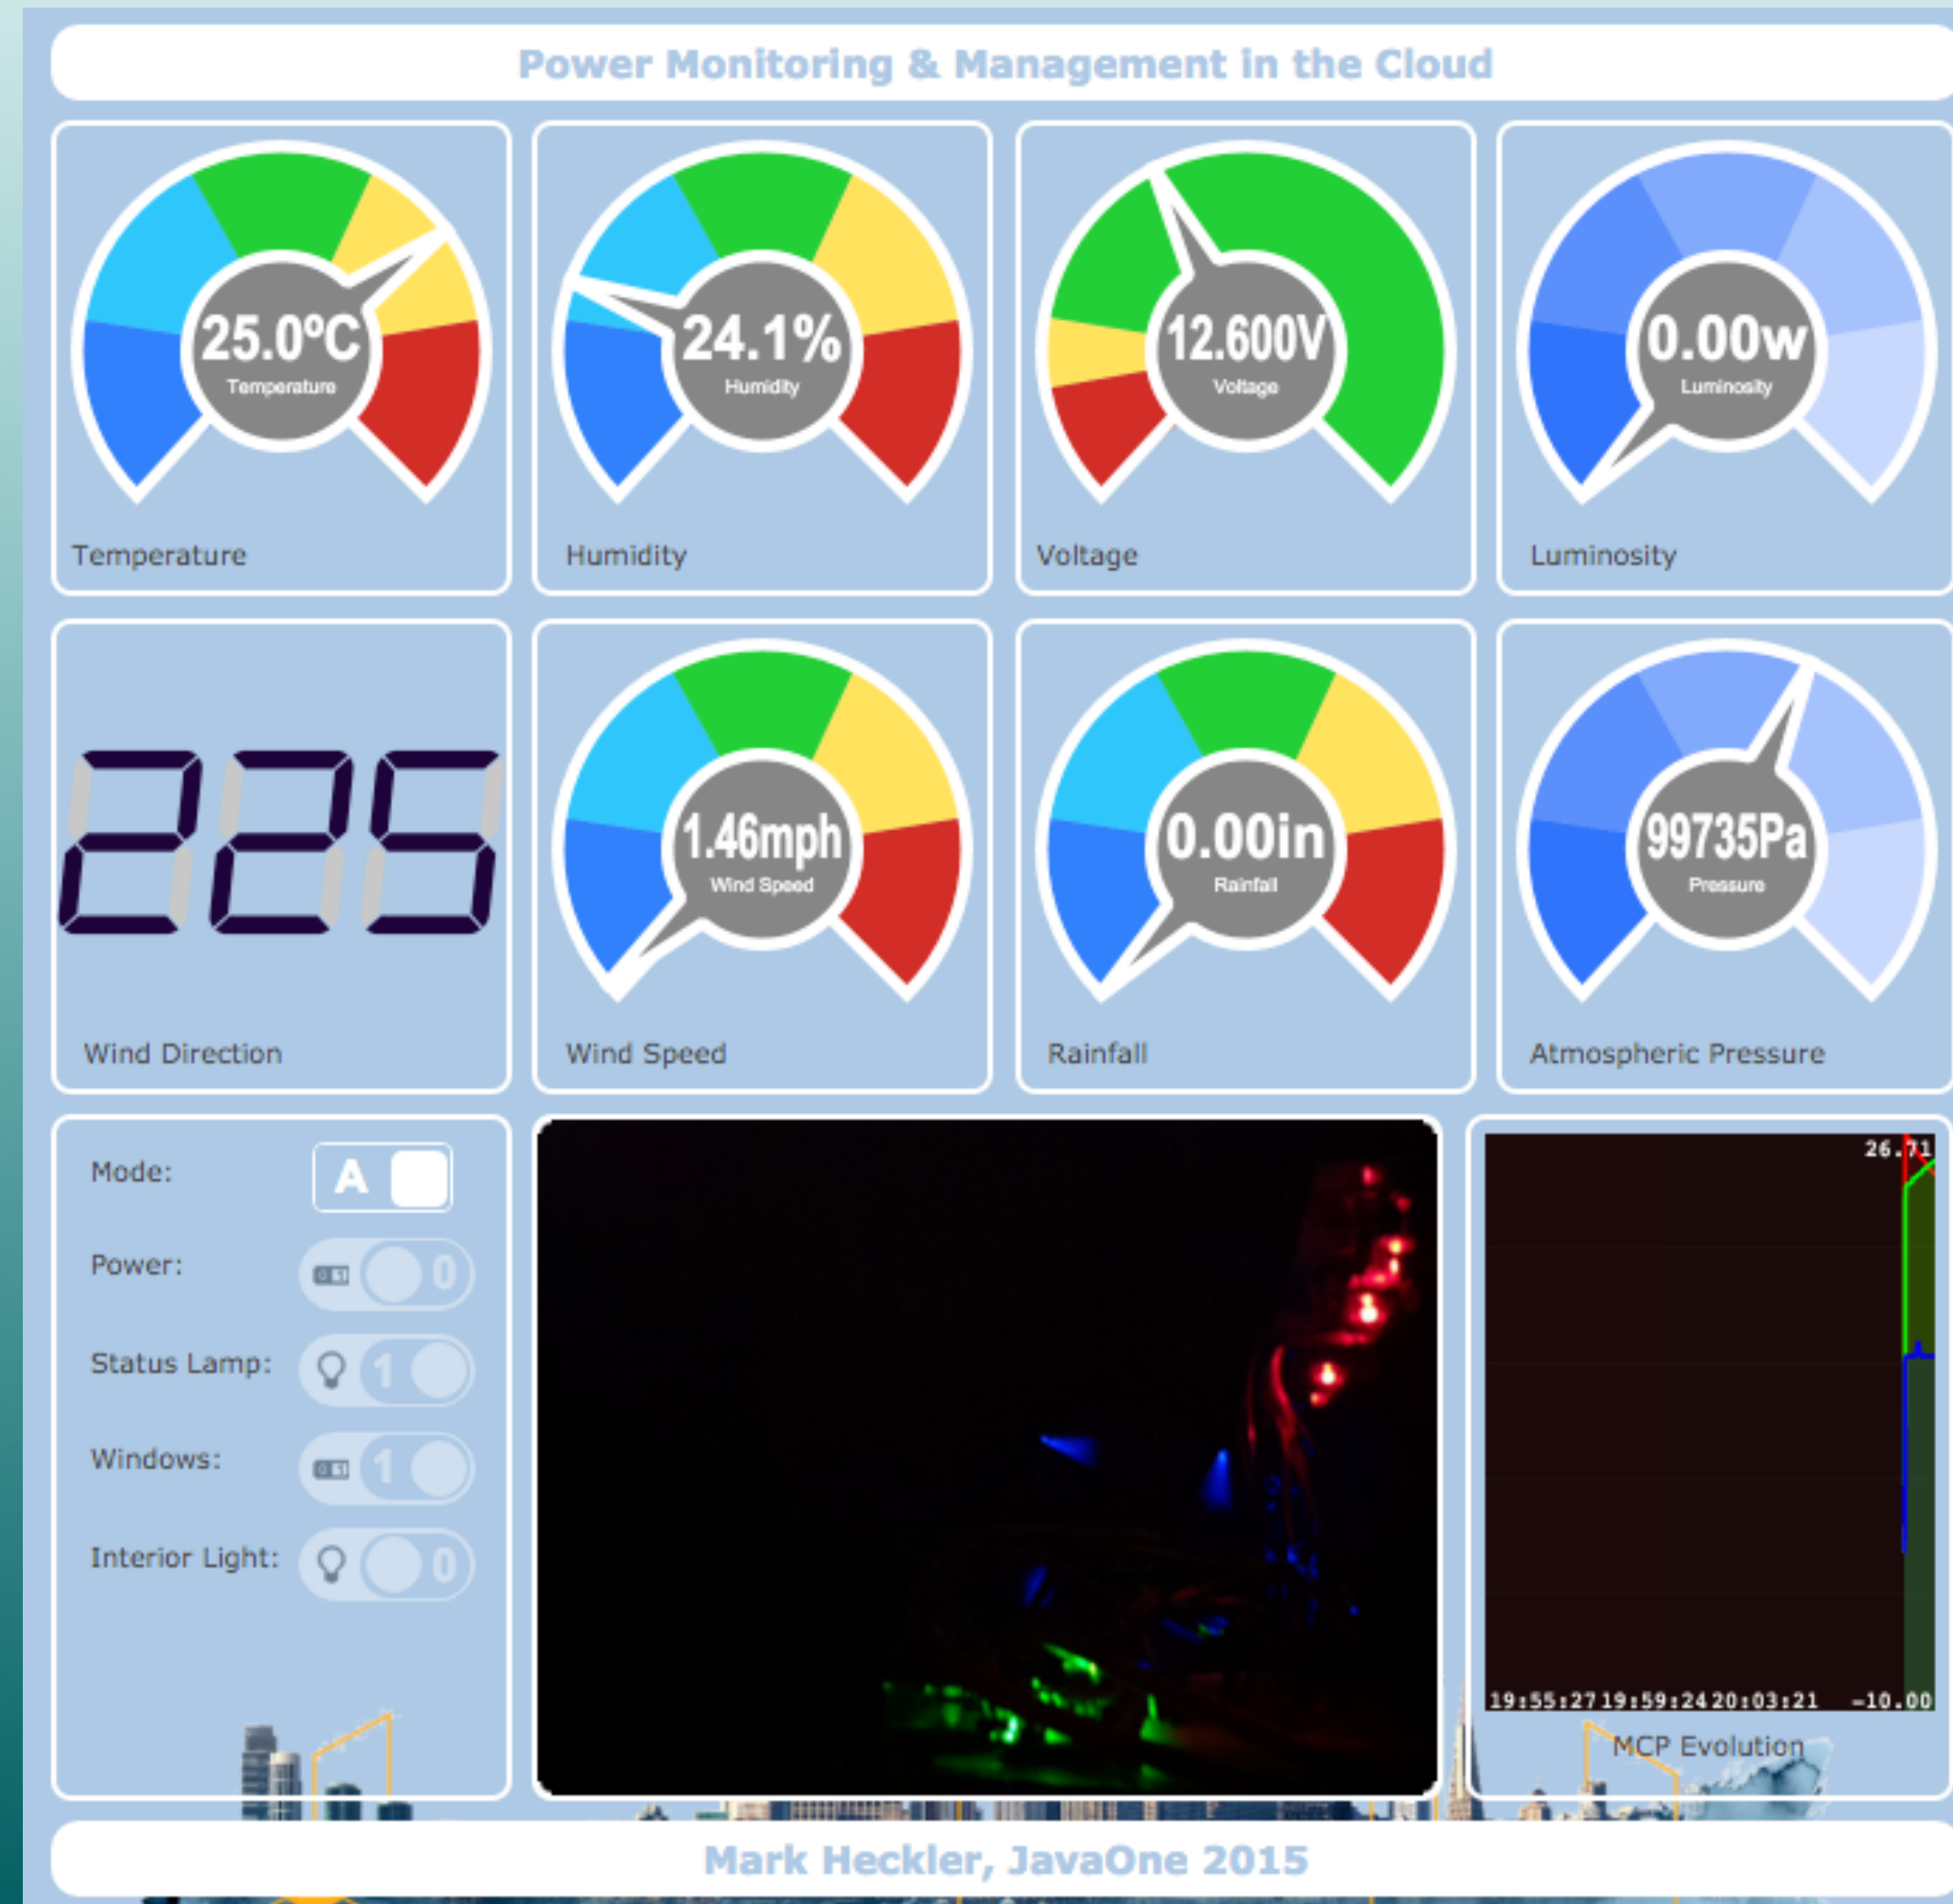 Power Monitoring & Management in the Cloud
25.0ºC
Temperature
Temperature
24.1%
Humidity
Humidity
12.600V
Voltage
Voltage
0.00w
Luminosity
Luminosity
225
Wind Direction
1.46mph
Wind Speed
Wind Speed
0.00in
Rainfall
Rainfall
99735Pa
Pressure
Atmospheric Pressure
Mode: A
Power: 0
Status Lamp: 1
Windows: 1
Interior Light: 0
26.71
19:55:27 19:59:24 20:03:21 -10.00
MCP Evolution
Mark Heckler, JavaOne 2015